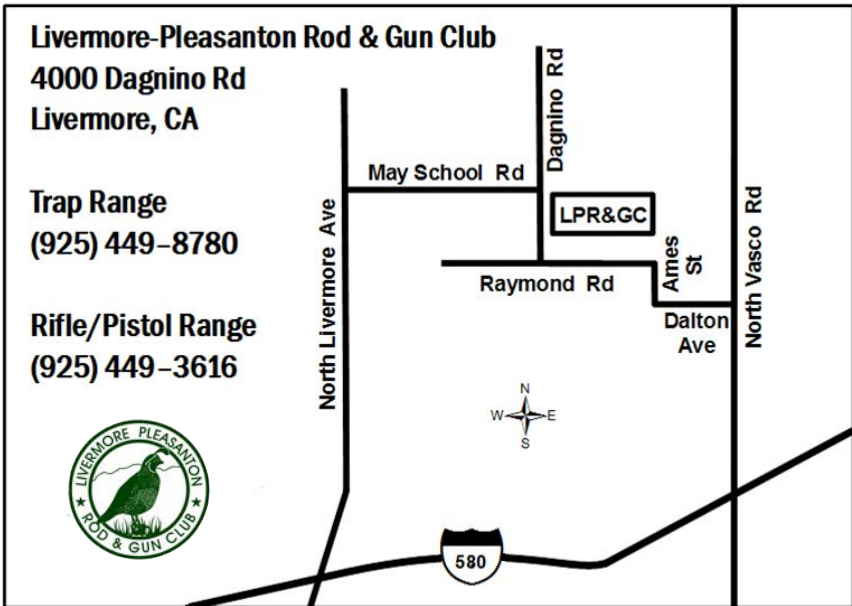 Livermore-Pleasanton Rod & Gun Club
4000 Dagnino Rd
Livermore, CA
Trap Range
(925) 449-8780
Rifle/Pistol Range
(925) 449-3616
North Livermore Ave
May School Rd
Dagnino Rd
LPR&GC
Raymond Rd
Ames
St
Dalton
Ave
North Vasco Rd
N
W E
S
580
LIVERMORE PLEASANTON
ROD & GUN CLUB